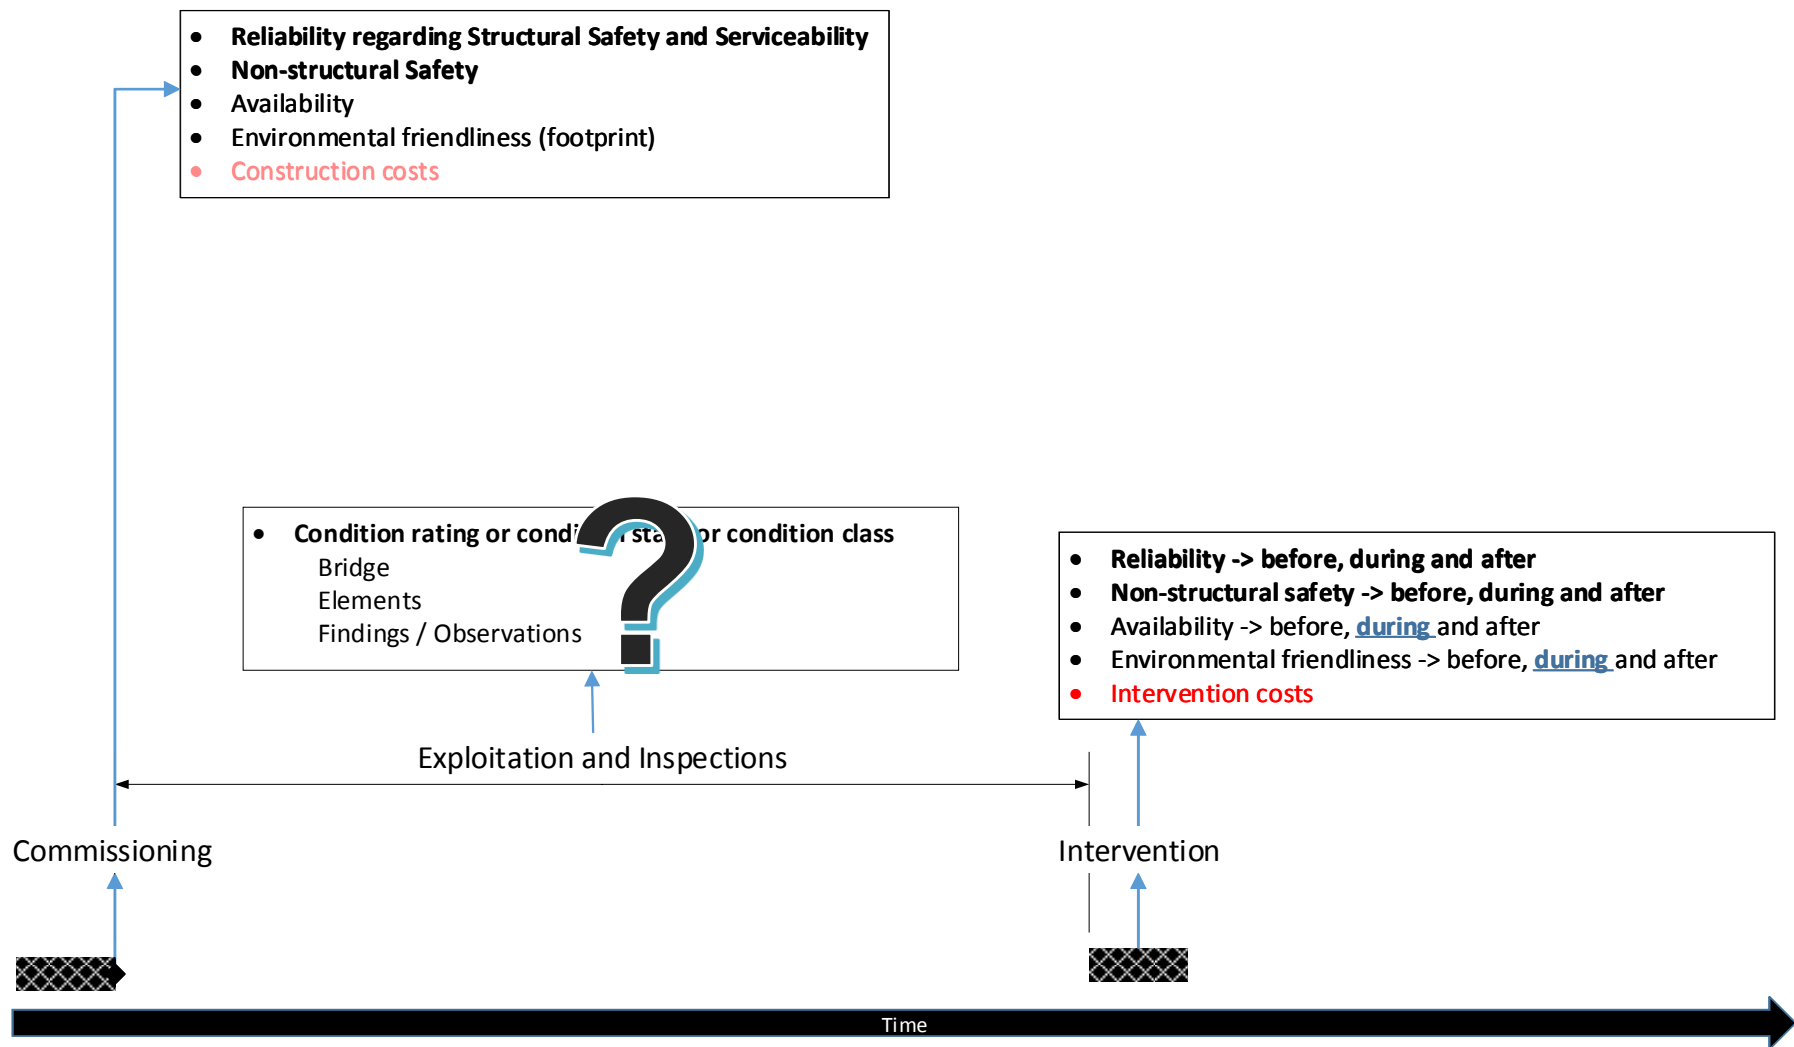 ● Reliability regarding Structural Safety and Serviceability
● Non-structural Safety
● Availability
● Environmental friendliness (footprint)
● Construction costs
● Condition rating or condition or condition class
Bridge
Elements
Findings / Observations
● Reliability -> before, during and after
● Non-structural safety -> before, during and after
● Availability -> before, during and after
● Environmental friendliness -> before, during and after
● Intervention costs
Exploitation and Inspections
Commissioning
Intervention
Time